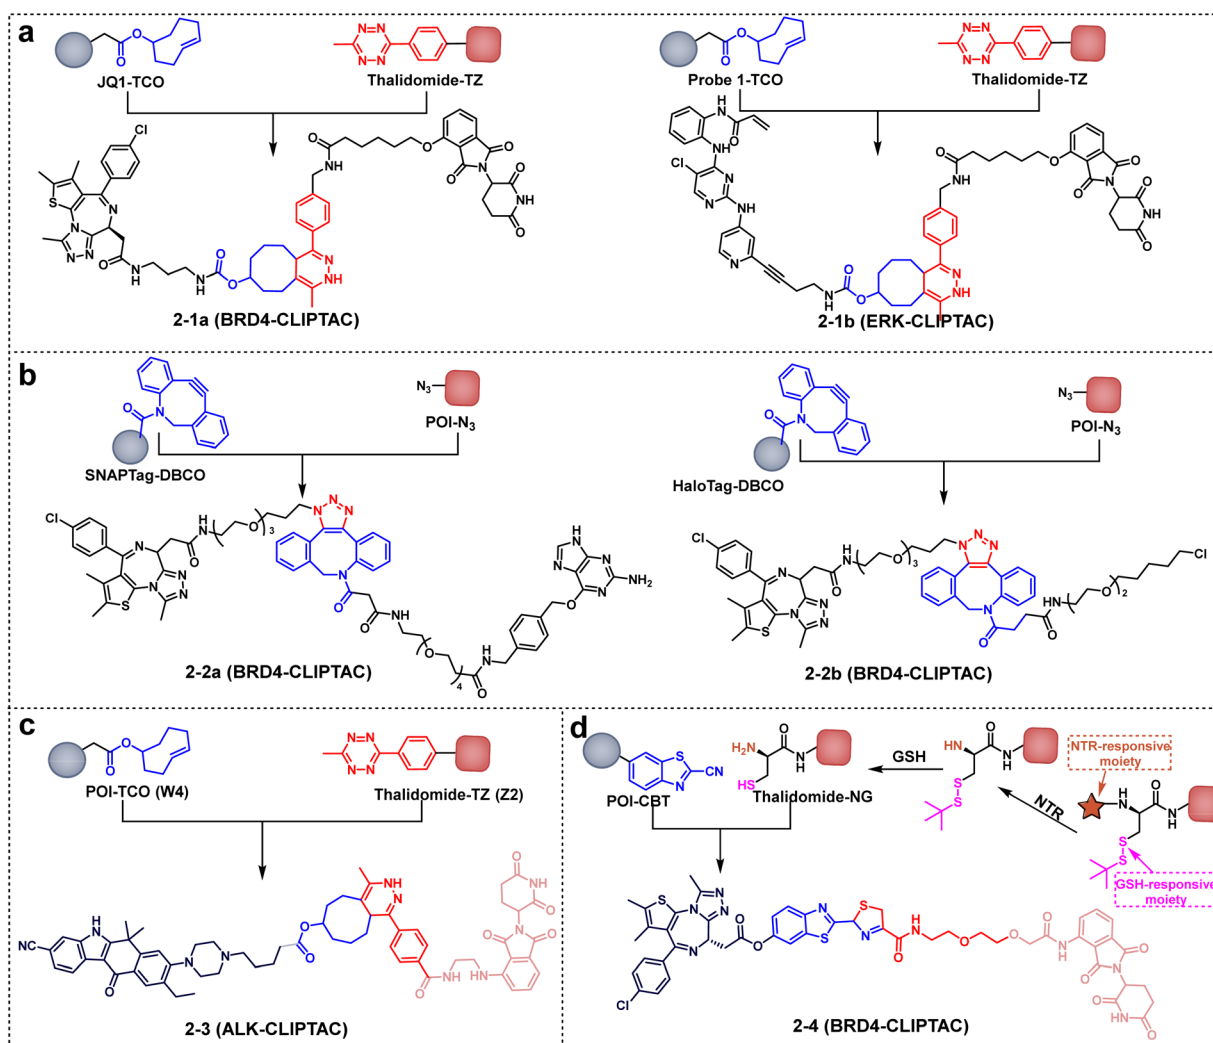 a
JQ1-TCO
Thalidomide-TZ
Probe 1-TCO
Thalidomide-TZ
2-1a (BRD4-CLIPTAC)
2-1b (ERK-CLIPTAC)
b
N3
POI-N3
SNAPTag-DBCO
N3
POI-N3
HaloTag-DBCO
2-2a (BRD4-CLIPTAC)
2-2b (BRD4-CLIPTAC)
c
POI-TCO (W4)
Thalidomide-TZ (Z2)
2-3 (ALK-CLIPTAC)
d
POI-CBT
Thalidomide-NG
GSH
NTR
NTR-responsive
moiety
GSH-responsive
moiety
2-4 (BRD4-CLIPTAC)